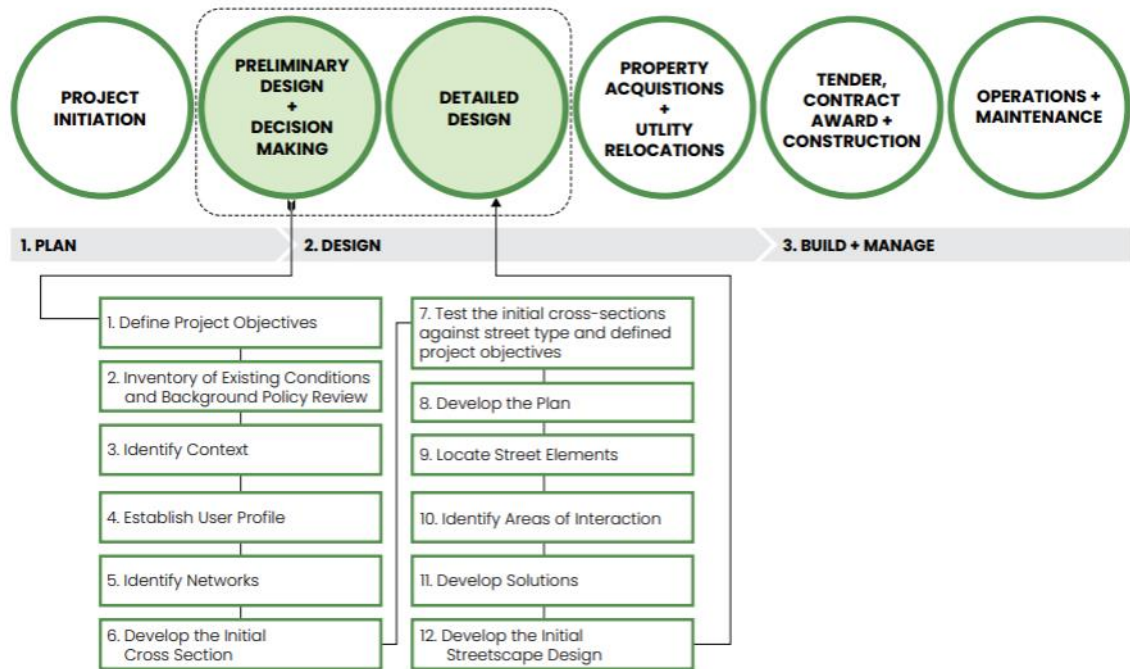 PROJECT
INITIATION
PRELIMINARY
DESIGN
+
DECISION
MAKING
DETAILED
DESIGN
PROPERTY
ACQUISTIONS
+
UTLITY
RELOCATIONS
TENDER,
CONTRACT
AWARD +
CONSTRUCTION
OPERATIONS +
MAINTENANCE
1. PLAN
2. DESIGN
3. BUILD + MANAGE
1. Define Project Objectives
2. Inventory of Existing Conditions
and Background Policy Review
3. Identify Context
4. Establish User Profile
5. Identify Networks
6. Develop the Initial
Cross Section
7. Test the initial cross-sections
against street type and defined
project objectives
8. Develop the Plan
9. Locate Street Elements
10. Identify Areas of Interaction
11. Develop Solutions
12. Develop the Initial
Streetscape Design